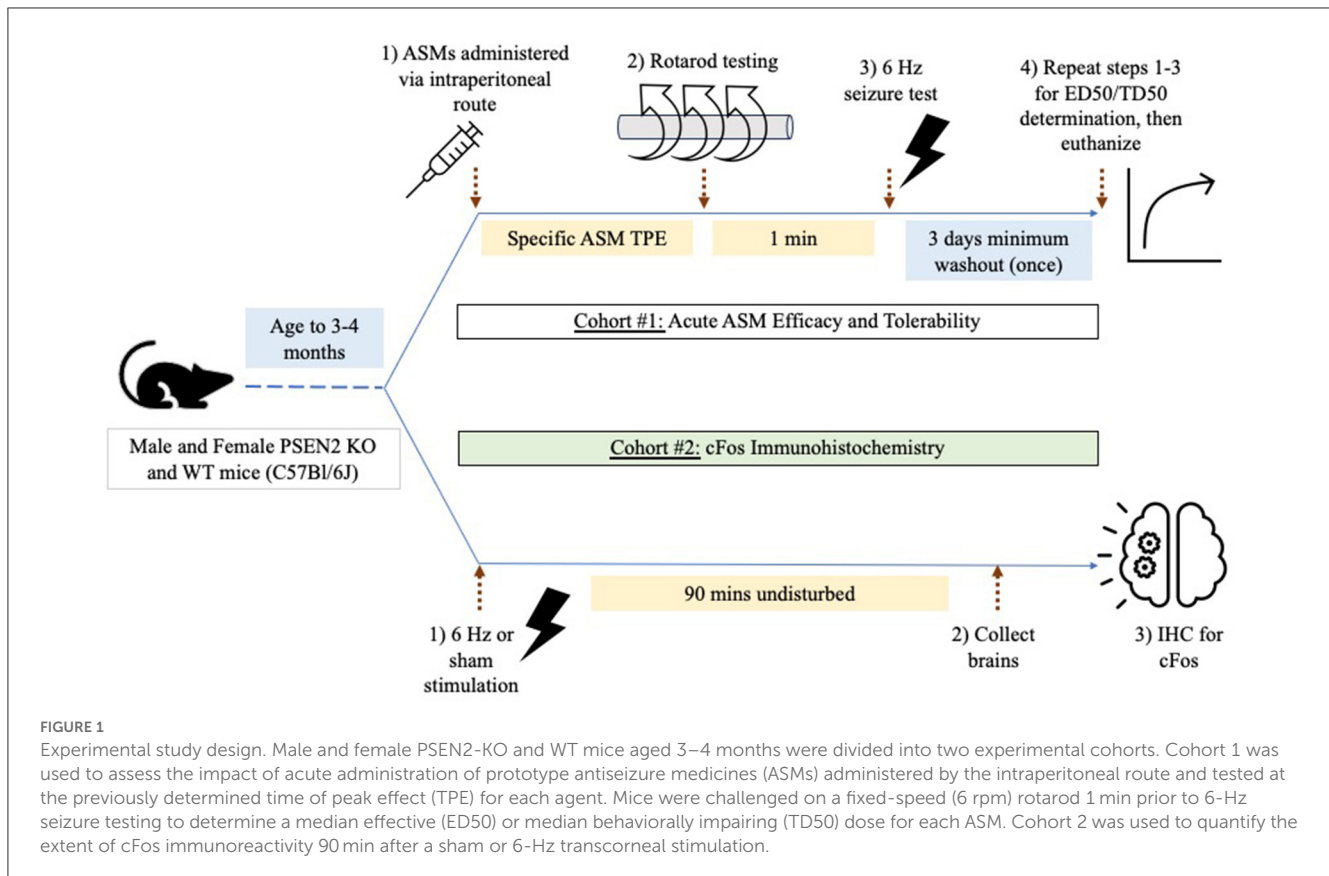 1) ASMs administered
via intraperitoneal
route
2) Rotarod testing
3) 6 Hz
seizure test
4) Repeat steps 1-3
for ED50/TD50
determination, then
euthanize
Specific ASM TPE
1 min
3 days minimum
washout (once)
Age to 3-4
months
Cohort #1: Acute ASM Efficacy and Tolerability
Male and Female PSEN2 KO
and WT mice (C57Bl/6J)
Cohort #2: cFos Immunohistochemistry
90 mins undisturbed
1) 6 Hz or
sham
stimulation
2) Collect
brains
3) IHC for
cFos
FIGURE 1
Experimental study design. Male and female PSEN2-KO and WT mice aged 3–4 months were divided into two experimental cohorts. Cohort 1 was
used to assess the impact of acute administration of prototype antiseizure medicines (ASMs) administered by the intraperitoneal route and tested at
the previously determined time of peak effect (TPE) for each agent. Mice were challenged on a fixed-speed (6 rpm) rotarod 1 min prior to 6-Hz
seizure testing to determine a median effective (ED50) or median behaviorally impairing (TD50) dose for each ASM. Cohort 2 was used to quantify the
extent of cFos immunoreactivity 90 min after a sham or 6-Hz transcorneal stimulation.